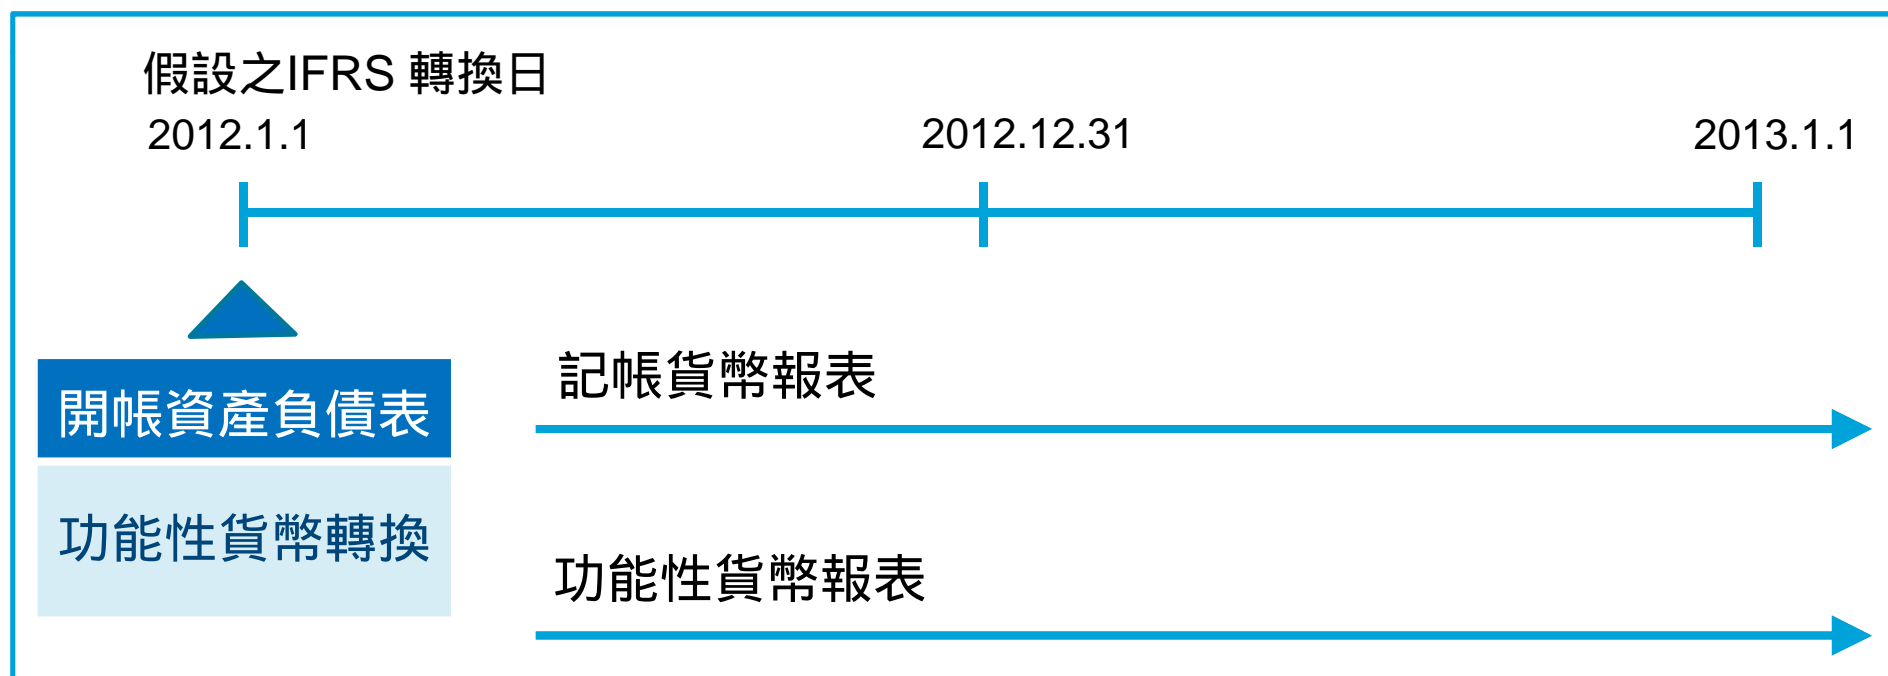 假設之IFRS 轉換日
2012.1.1
2012.12.31
2013.1.1
開帳資產負債表
功能性貨幣轉換
記帳貨幣報表
功能性貨幣報表